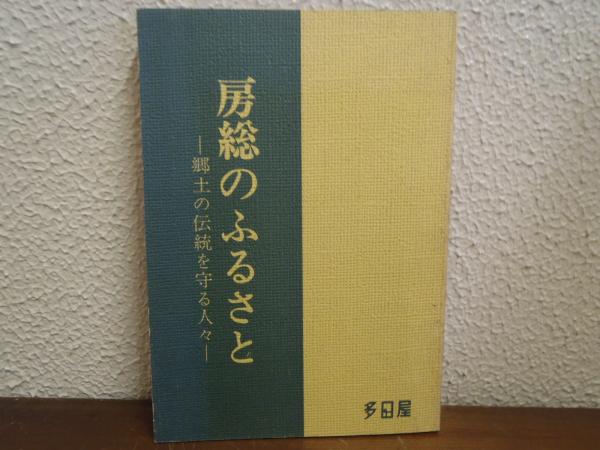 房総のふるさと
―郷土の伝統を守る人々―
多田屋